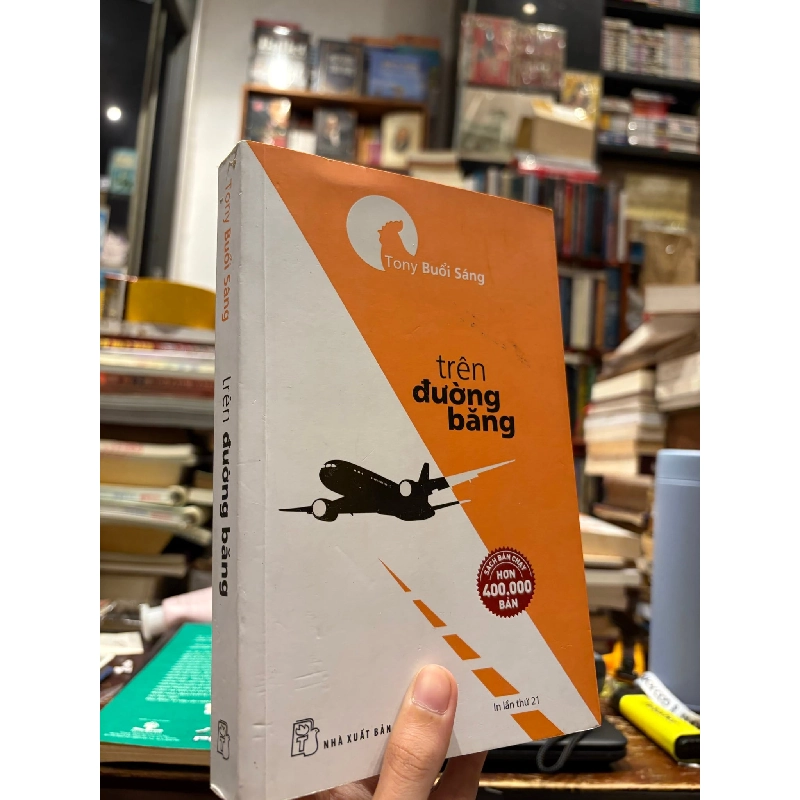 Tony Buổi Sáng
trên
đường
băng
SÁCH BÁN CHẠY
HƠN
400.000
BẢN
In lần thứ 21
NHÀ XUẤT BẢN
Tony Buổi Sáng trên đường băng